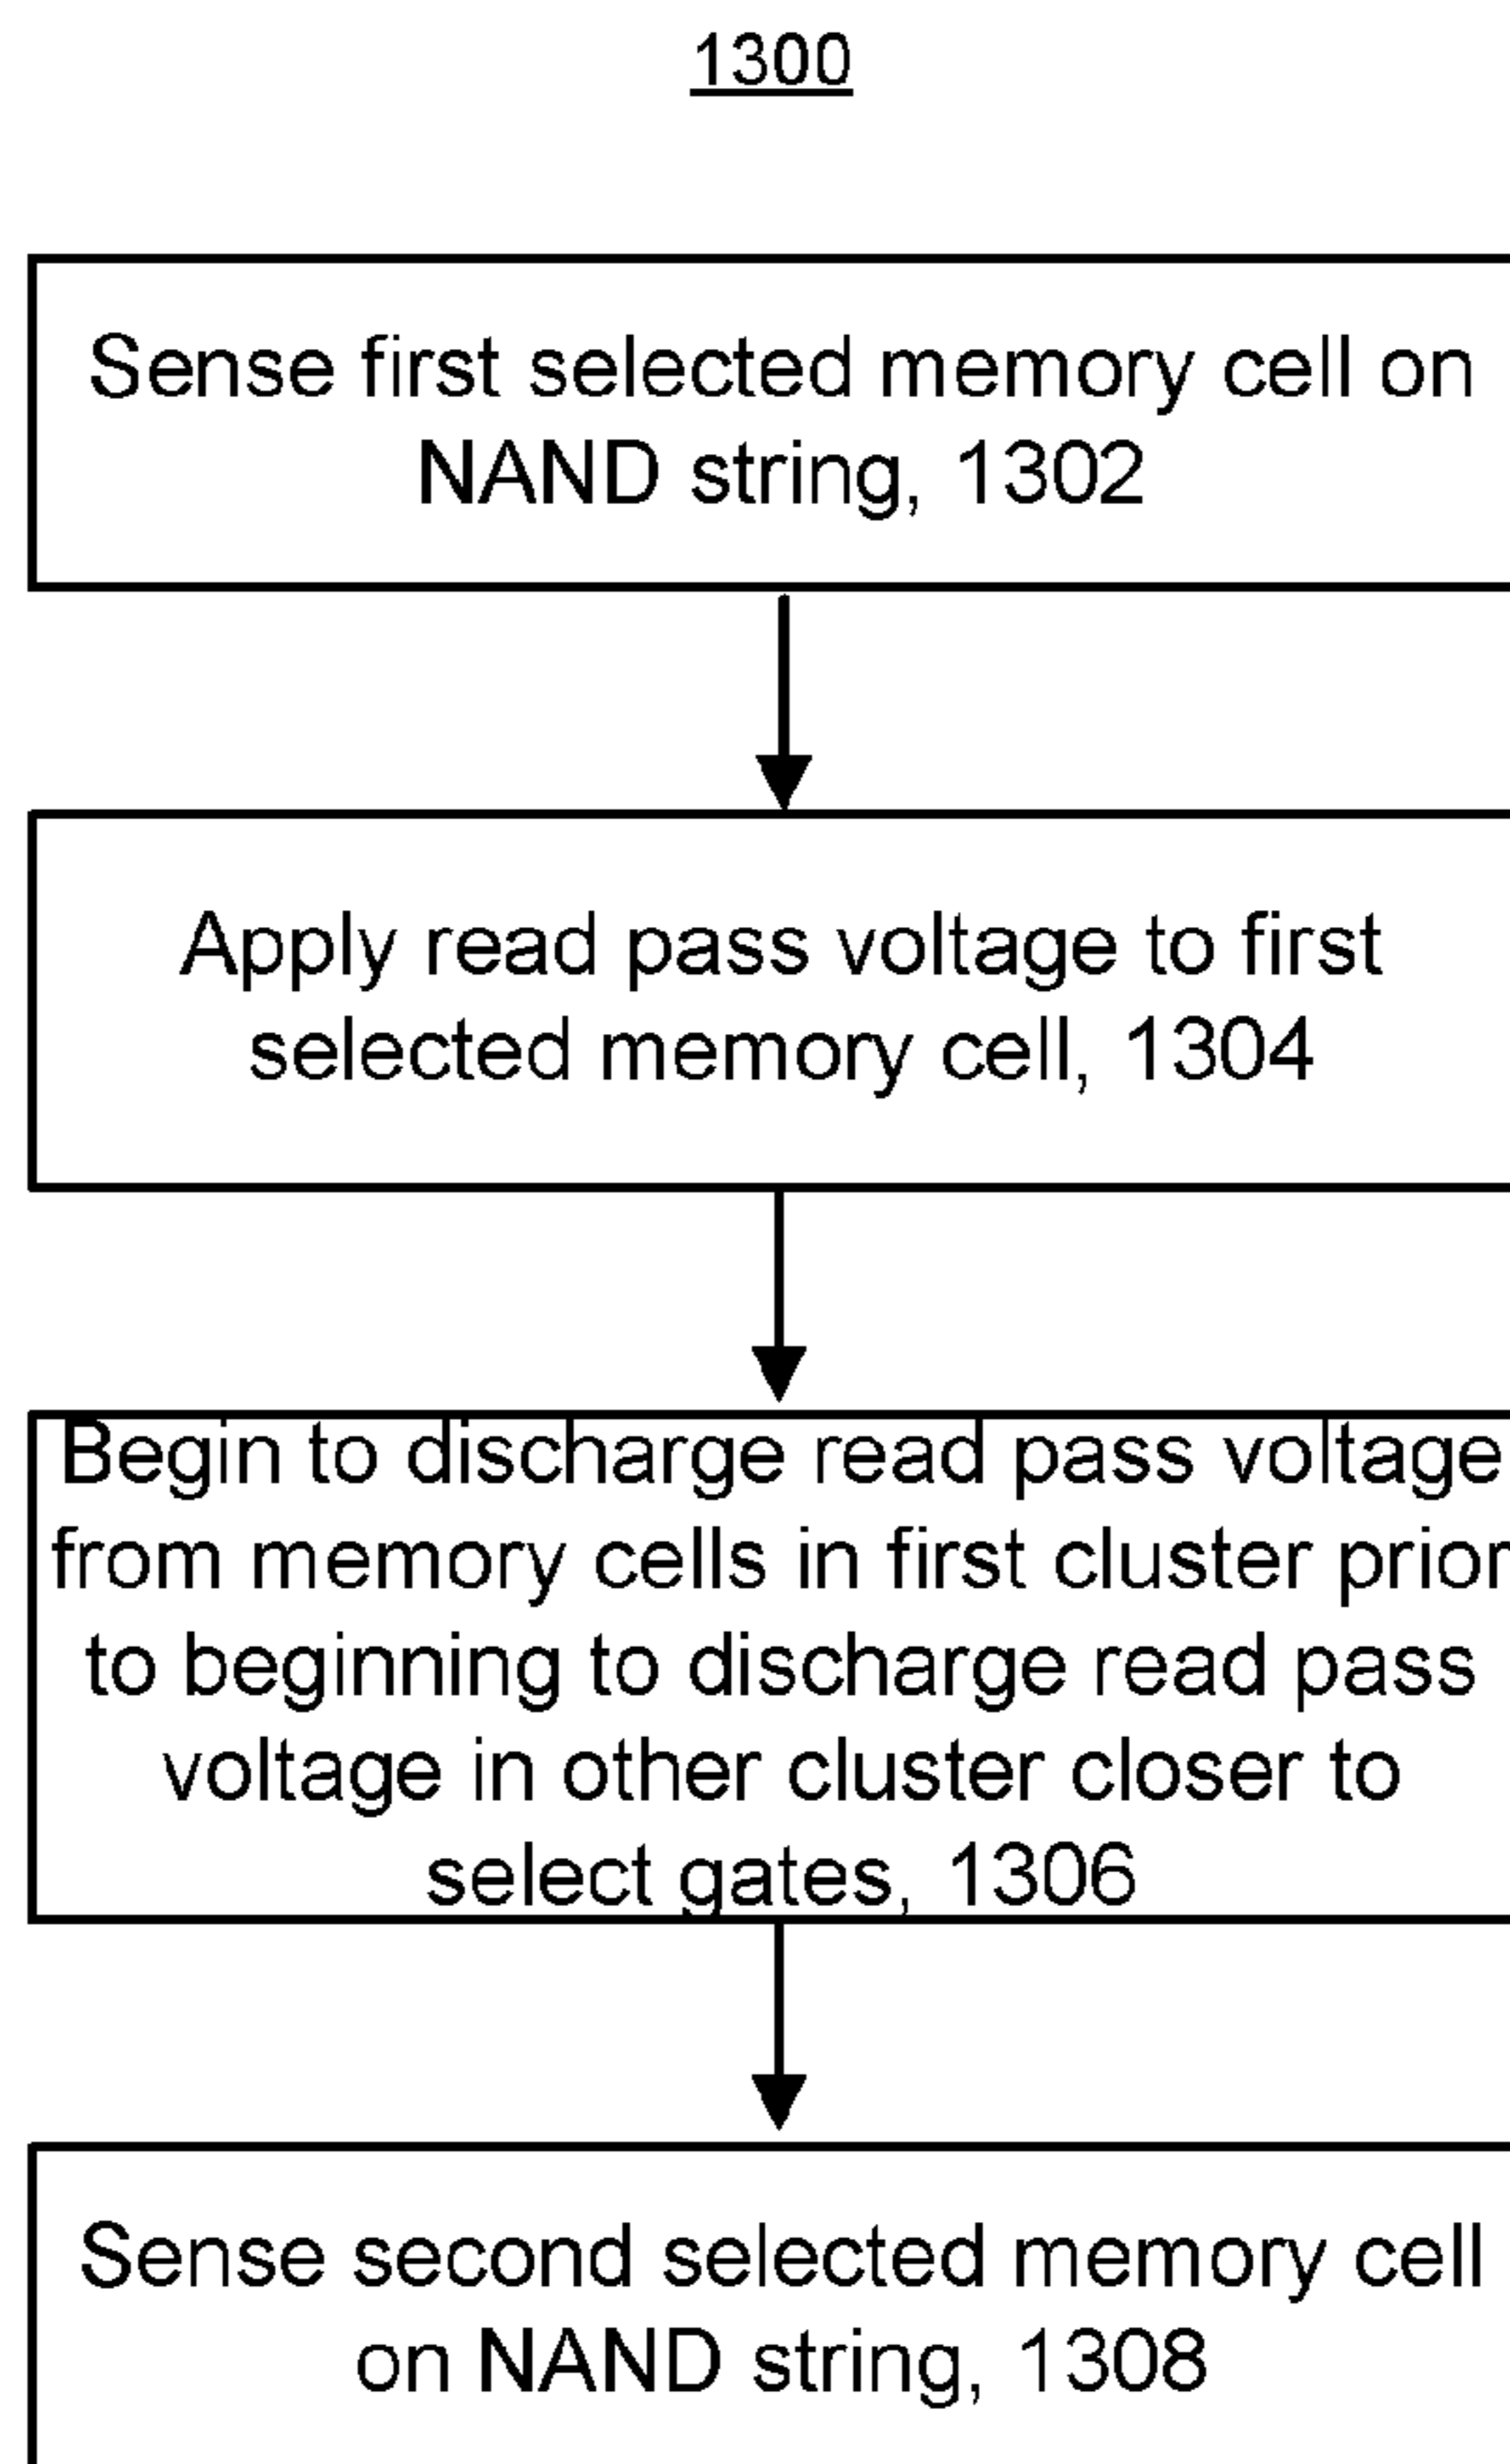 1300
Sense first selected memory cell on
NAND string, 1302
Apply read pass voltage to first
selected memory cell, 1304
Begin to discharge read pass voltage
from memory cells in first cluster prior
to beginning to discharge read pass
voltage in other cluster closer to
select gates, 1306
Sense second selected memory cell
on NAND string, 1308